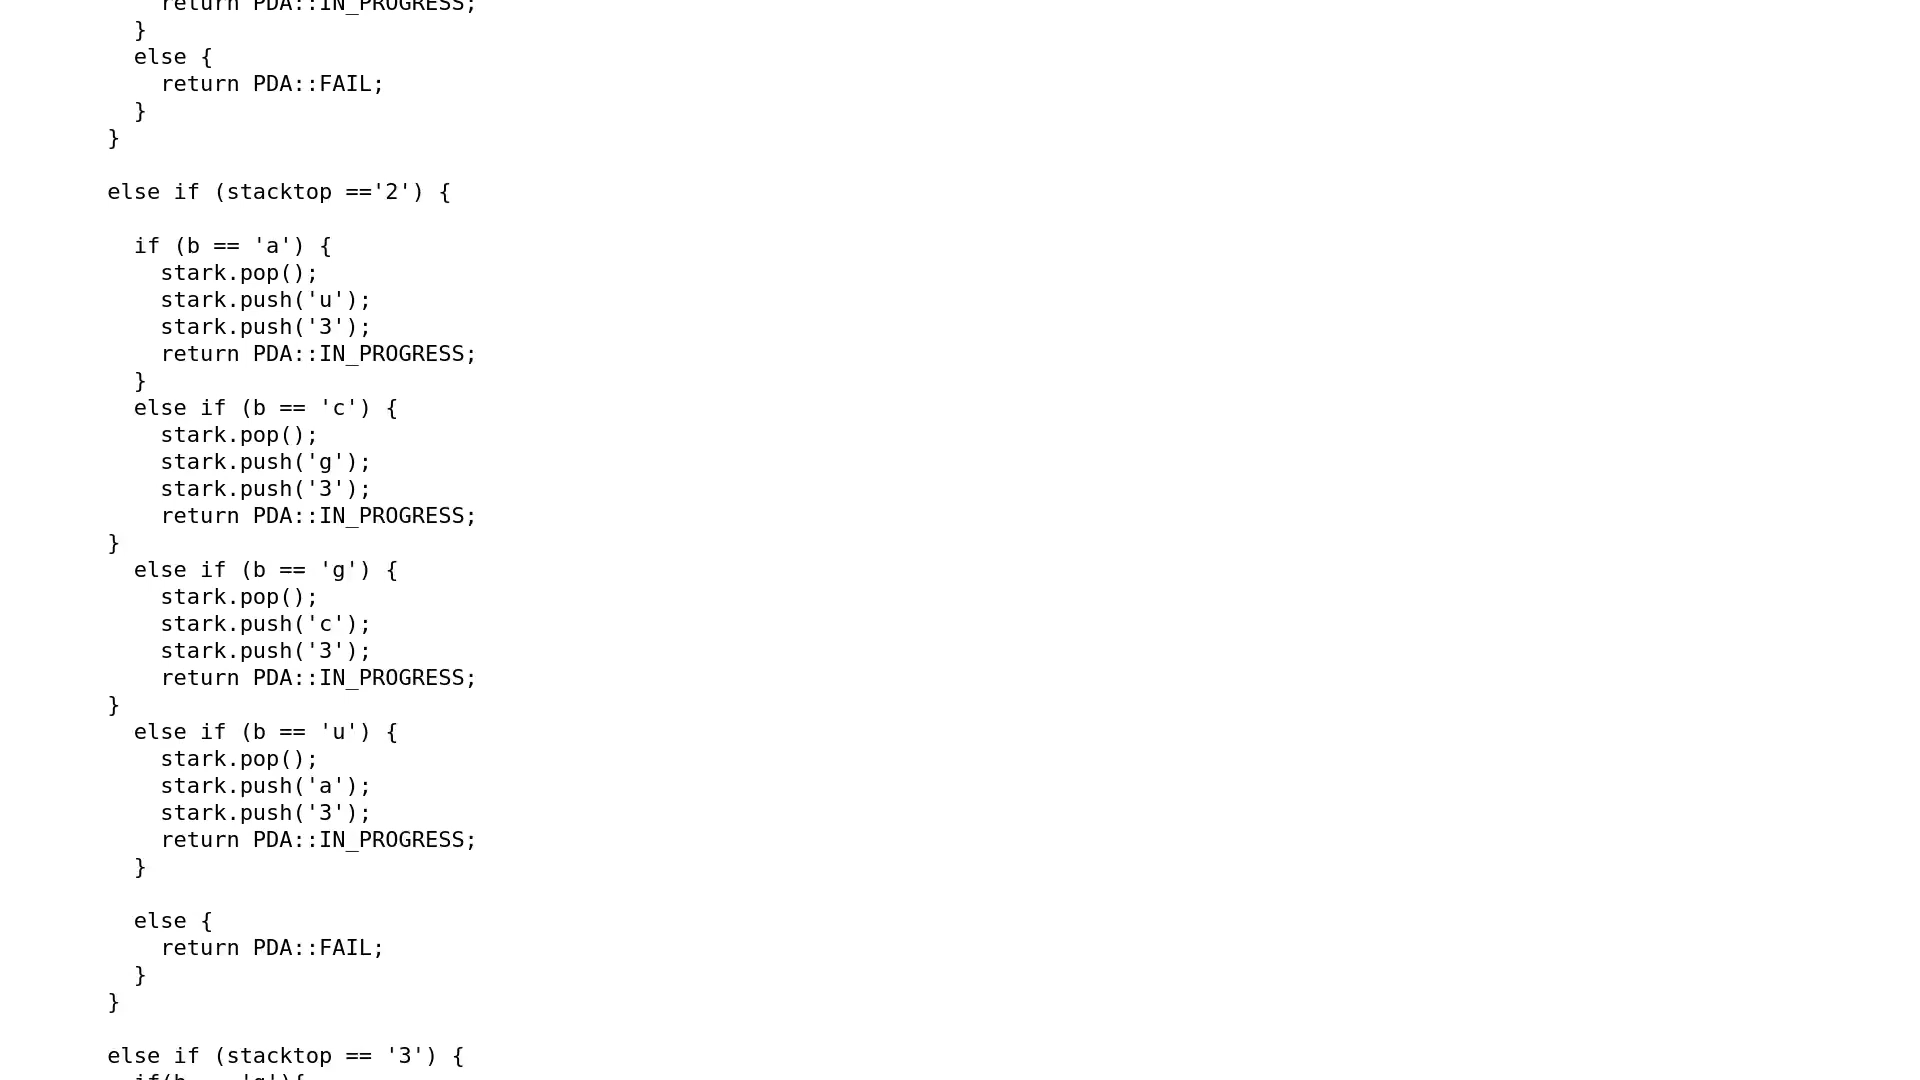 return PDA::IN_PROGRESS;
}
else {
return PDA::FAIL;
}
}
else if (stacktop =='2') {
if (b == 'a') {
stark.pop();
stark.push('u');
stark.push('3');
return PDA::IN_PROGRESS;
}
else if (b == 'c') {
stark.pop();
stark.push('g');
stark.push('3');
return PDA::IN_PROGRESS;
}
else if (b == 'g') {
stark.pop();
stark.push('c');
stark.push('3');
return PDA::IN_PROGRESS;
}
else if (b == 'u') {
stark.pop();
stark.push('a');
stark.push('3');
return PDA::IN_PROGRESS;
}
else {
return PDA::FAIL;
}
}
else if (stacktop == '3') {